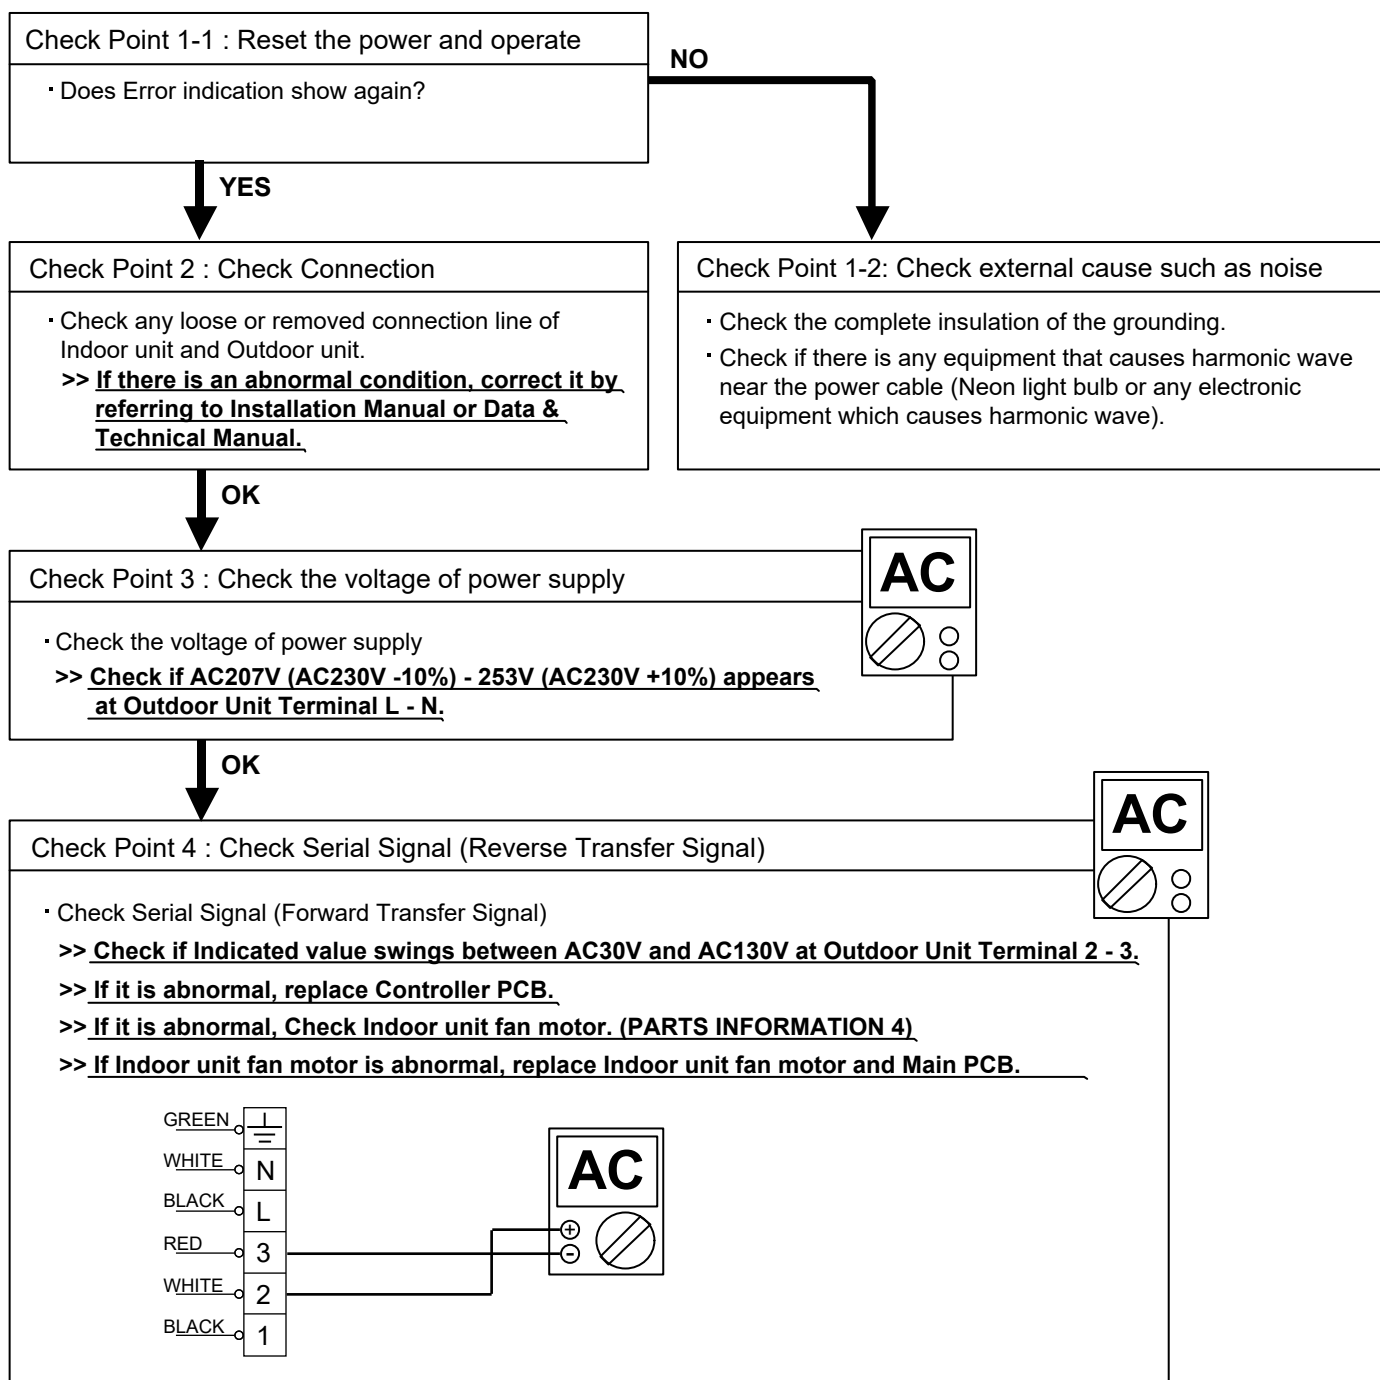 Check Point 1-1 : Reset the power and operate
・Does Error indication show again?
NO
YES
Check Point 2 : Check Connection
・Check any loose or removed connection line of
Indoor unit and Outdoor unit.
>> If there is an abnormal condition, correct it by
referring to Installation Manual or Data &
Technical Manual.
Check Point 1-2: Check external cause such as noise
・Check the complete insulation of the grounding.
・Check if there is any equipment that causes harmonic wave
near the power cable (Neon light bulb or any electronic
equipment which causes harmonic wave).
OK
Check Point 3 : Check the voltage of power supply
AC
・Check the voltage of power supply
>> Check if AC207V (AC230V -10%) - 253V (AC230V +10%) appears
at Outdoor Unit Terminal L - N.
OK
Check Point 4 : Check Serial Signal (Reverse Transfer Signal)
AC
・Check Serial Signal (Forward Transfer Signal)
>> Check if Indicated value swings between AC30V and AC130V at Outdoor Unit Terminal 2 - 3.
>> If it is abnormal, replace Controller PCB.
>> If it is abnormal, Check Indoor unit fan motor. (PARTS INFORMATION 4)
>> If Indoor unit fan motor is abnormal, replace Indoor unit fan motor and Main PCB.
GREEN
WHITE N
BLACK L
RED 3
WHITE 2
BLACK 1
AC
+
-